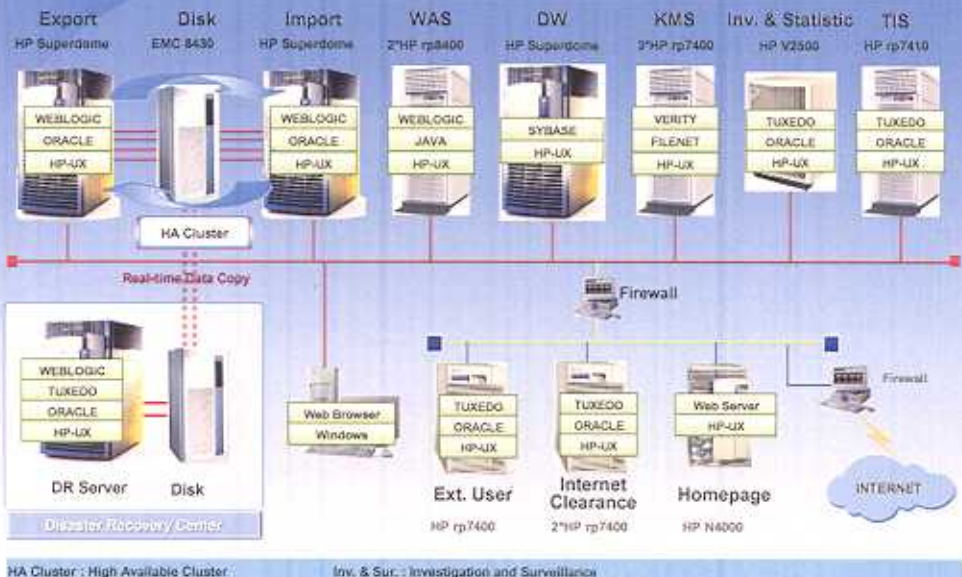 Export Disk Import WAS DW KMS Inv. & Statistic TIS
HP Superdome EMC 8430 HP Superdome 2*HP rp8400 HP Superdome 3*HP rp7400 HP V2500 HP rp7410
WEBLOGIC
ORACLE
HP-UX
WEBLOGIC
ORACLE
HP-UX
WEBLOGIC
JAVA
HP-UX
SYBASE
HP-UX
VERITY
FILENET
HP-UX
TUXEDO
ORACLE
HP-UX
TUXEDO
ORACLE
HP-UX
HA Cluster
Real-time Data Copy
Firewall
WEBLOGIC
TUXEDO
ORACLE
HP-UX
DR Server
Disk
Disaster Recovery Center
Web Browser
Windows
TUXEDO
ORACLE
HP-UX
Ext. User
HP rp7400
TUXEDO
ORACLE
HP-UX
Internet
Clearance
2*HP rp7400
Web Server
HP-UX
Homepage
HP N4000
Firewall
INTERNET
HA Cluster : High Available Cluster
Inv. & Sur. : Investigation and Surveillance